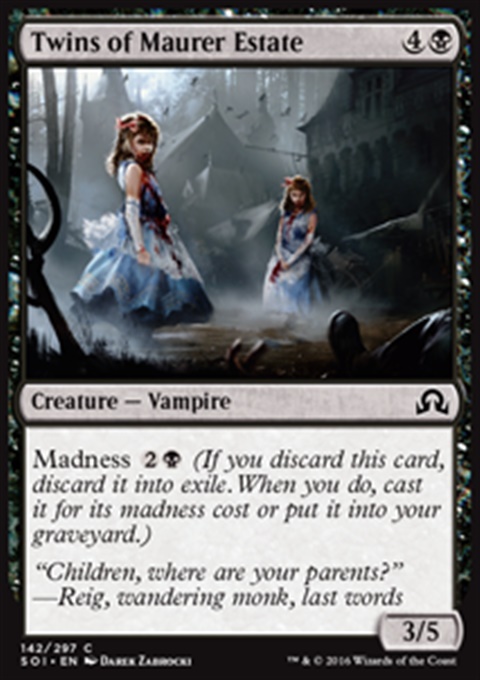 Twins of Maurer Estate 4
Creature — Vampire
Madness 2 (If you discard this card,
discard it into exile. When you do, cast
it for its madness cost or put it into your
graveyard.)
“Children, where are your parents?”
—Reig, wandering monk, last words
3/5
142/297 C
SOI • EN Darek Zabrocki
™ & © 2016 Wizards of the Coast